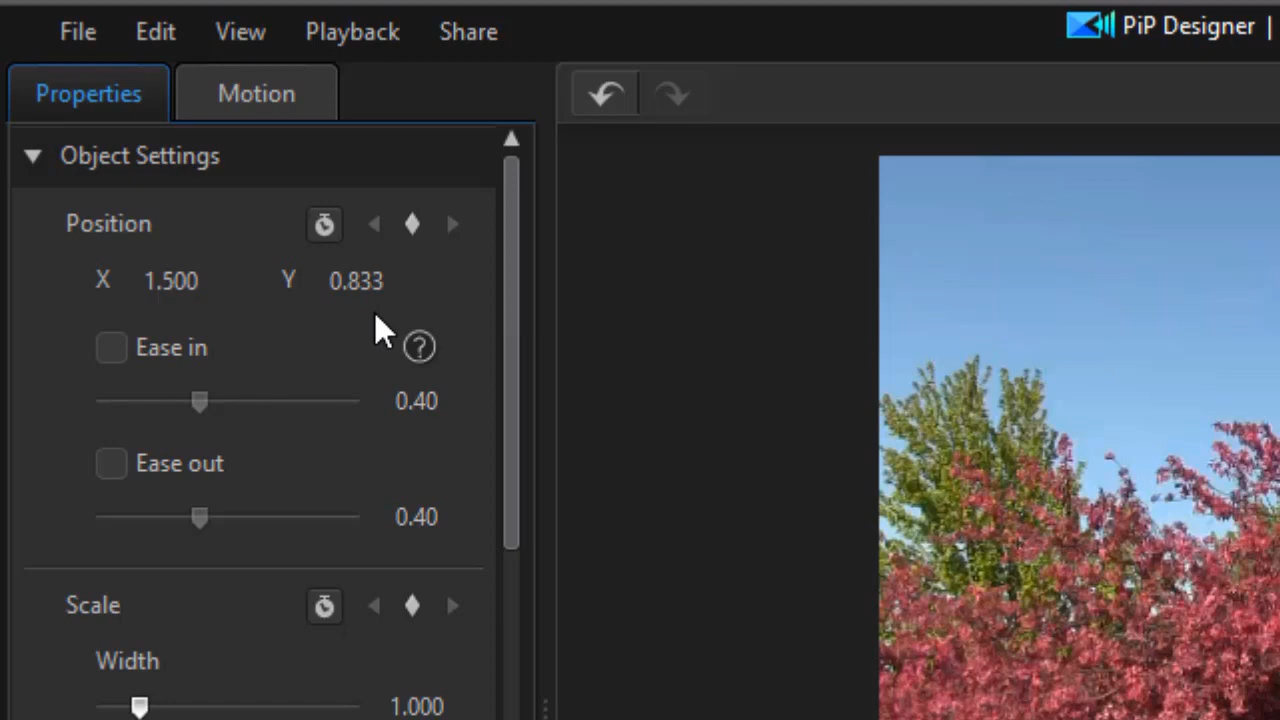 File Edit View Playback Share
PiP Designer |
Properties Motion
Object Settings
Position
X 1.500 Y 0.833
Ease in ?
0.40
Ease out
0.40
Scale
Width
1.000